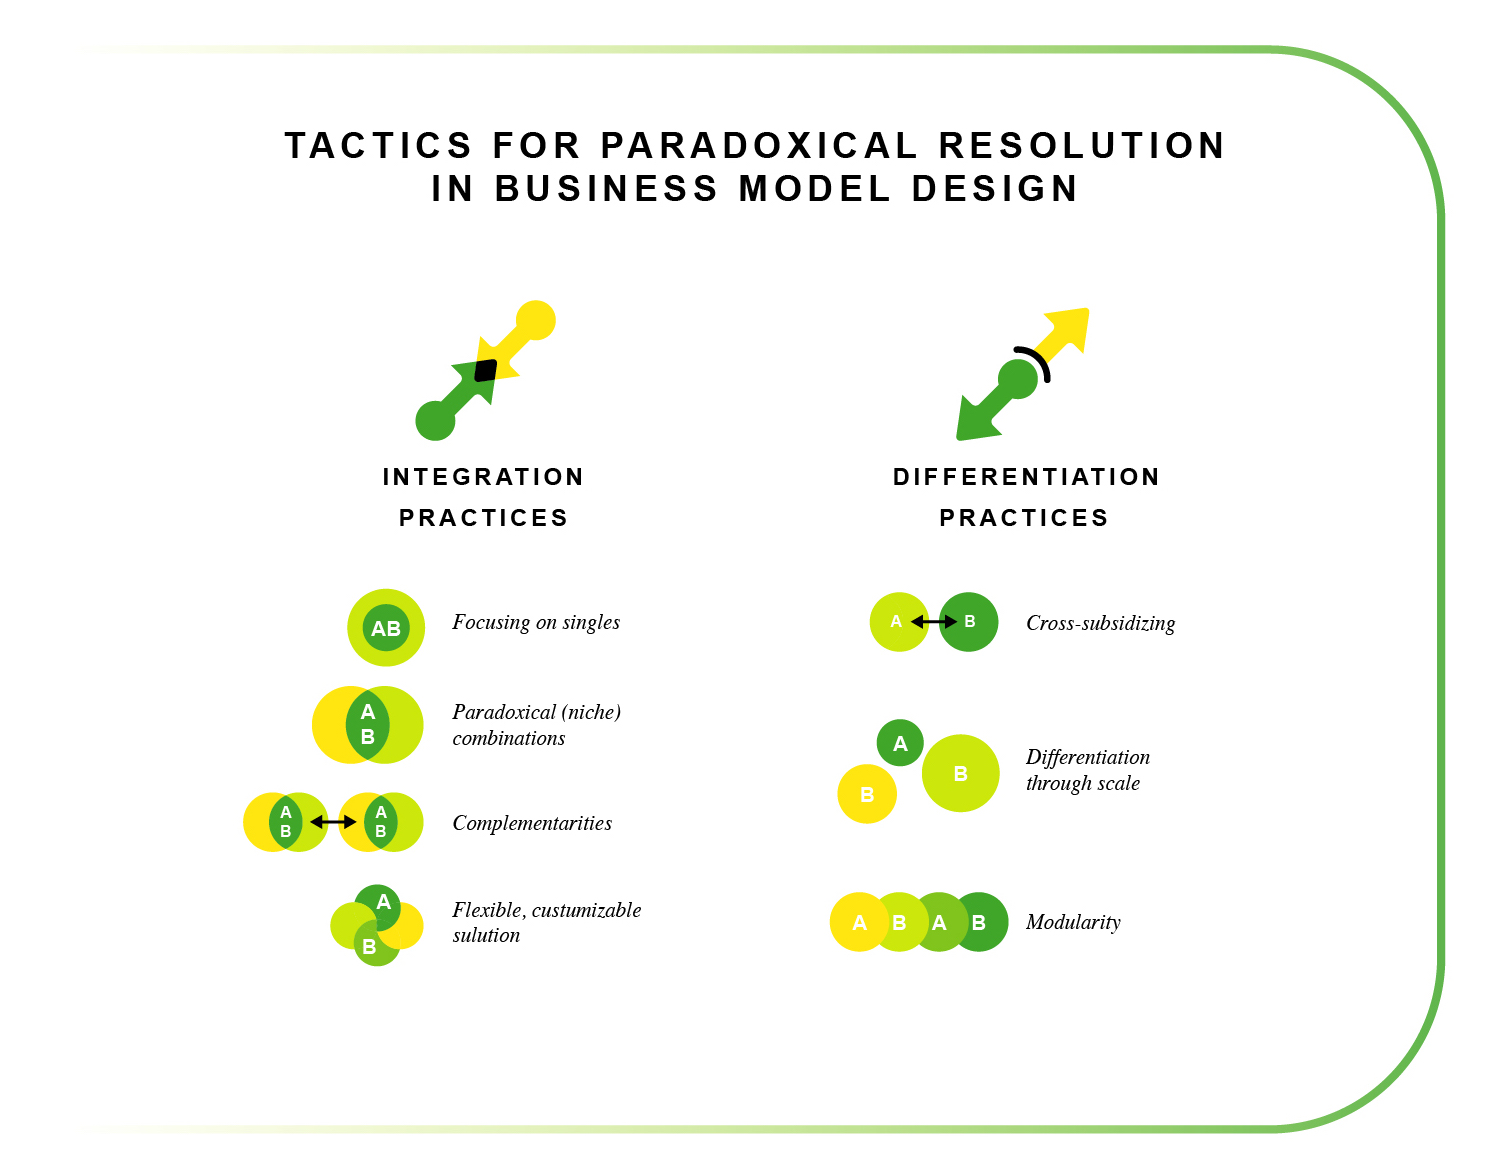 TACTICS FOR PARADOXICAL RESOLUTION
IN BUSINESS MODEL DESIGN
INTEGRATION
PRACTICES
AB
Focusing on singles
A
B
Paradoxical (niche)
combinations
A
B
A
B
Complementarities
A
B
Flexible, custumizable
sulution
DIFFERENTIATION
PRACTICES
A
B
Cross-subsidizing
A
B
B
Differentiation
through scale
A
B
A
B
Modularity